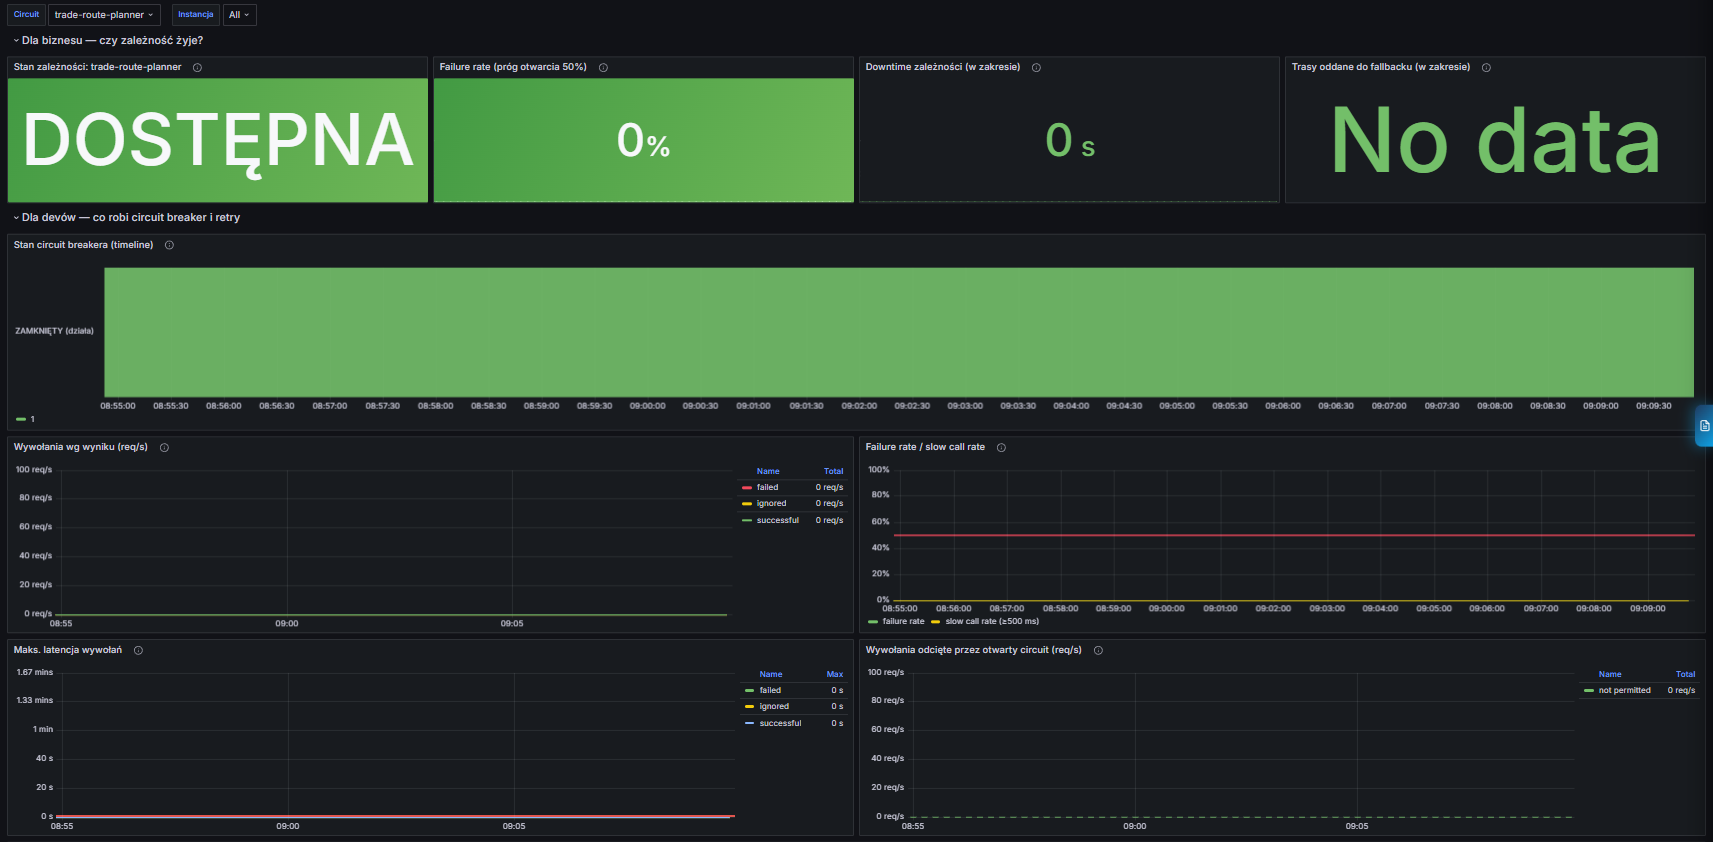 Circuit trade-route-planner Instancja All
Dla biznesu — czy zależność żyje?
Stan zależności: trade-route-planner
DOSTĘPNA
Failure rate (próg otwarcia 50%)
0%
Downtime zależności (w zakresie)
0 s
Trasy oddane do fallbacku (w zakresie)
No data
Dla devów — co robi circuit breaker i retry
Stan circuit breakera (timeline)
ZAMKNIĘTY (działa)
08:55:00 08:55:30 08:56:00 08:56:30 08:57:00 08:57:30 08:58:00 08:58:30 08:59:00 08:59:30 09:00:00 09:00:30 09:01:00 09:01:30 09:02:00 09:02:30 09:03:00 09:03:30 09:04:00 09:04:30 09:05:00 09:05:30 09:06:00 09:06:30 09:07:00 09:07:30 09:08:00 09:08:30 09:09:00 09:09:30
1
Wywołania wg wyniku (req/s)
100 req/s
80 req/s
60 req/s
40 req/s
20 req/s
0 req/s
08:55 09:00 09:05
Name Total
failed 0 req/s
ignored 0 req/s
successful 0 req/s
Failure rate / slow call rate
100%
80%
60%
40%
20%
0%
08:55:00 08:56:00 08:57:00 08:58:00 08:59:00 09:00:00 09:01:00 09:02:00 09:03:00 09:04:00 09:05:00 09:06:00 09:07:00 09:08:00 09:09:00
failure rate slow call rate (≥500 ms)
Maks. latencja wywołań
1.67 mins
1.33 mins
1 min
40 s
20 s
0 s
08:55 09:00 09:05
Name Max
failed 0 s
ignored 0 s
successful 0 s
Wywołania odcięte przez otwarty circuit (req/s)
100 req/s
80 req/s
60 req/s
40 req/s
20 req/s
0 req/s
08:55 09:00 09:05
Name Total
not permitted 0 req/s